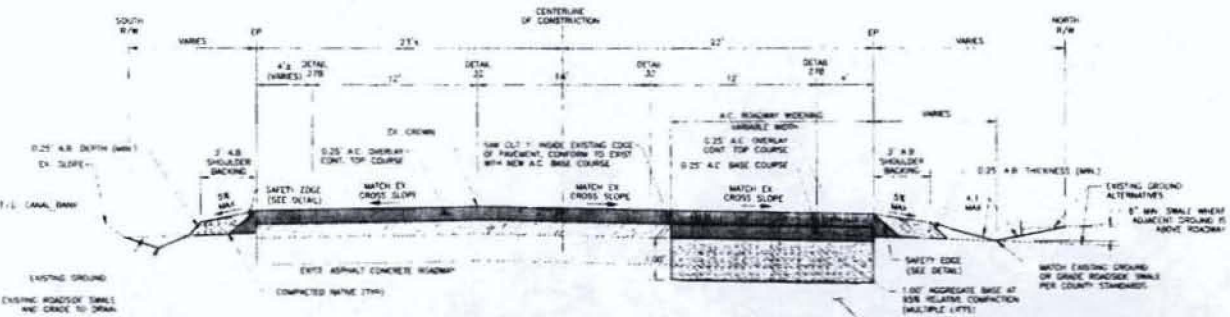 SOUTH
R/W
VARIES
EP
CENTERLINE
OF CONSTRUCTION
EP
VARIES
NORTH
R/W
4'±
(VARIES)
DETAIL
27B
12'
DETAIL
32
DETAIL
32
12'
DETAIL
27B
4'
A.C. ROADWAY WIDENING
VARIABLE WIDTH
VARIES
0.25' A.B. DEPTH (MIN.)
EX. SLOPE
3' A.B.
SHOULDER
BACKING
0.25' A.C. OVERLAY
CONT. TOP COURSE
EX. CROWN
SAW CUT 1' INSIDE EXISTING EDGE
OF PAVEMENT, CONFORM TO EXIST
WITH NEW A.C. BASE COURSE
0.25' A.C. OVERLAY
CONT. TOP COURSE
0.25' A.C. BASE COURSE
3' A.B.
SHOULDER
BACKING
0.25' A.B. THICKNESS (MIN.)
EXISTING GROUND
ALTERNATIVES
6" MIN. SWALE WHERE
ADJACENT GROUND IS
ABOVE ROADWAY
CANAL BANK
5%
MAX
SAFETY EDGE
(SEE DETAIL)
MATCH EX
CROSS SLOPE
MATCH EX
CROSS SLOPE
MATCH EX
CROSS SLOPE
5%
MAX
4:1
MAX
EXISTING GROUND
EXISTING ROADSIDE SWALE
AND GRADE TO DRAIN
EXIST. ASPHALT CONCRETE ROADWAY
COMPACTED NATIVE (TYP.)
1.00'
SAFETY EDGE
(SEE DETAIL)
1.00' AGGREGATE BASE AT
95% RELATIVE COMPACTION
(MULTIPLE LIFTS)
MATCH EXISTING GROUND
OR GRADE ROADSIDE SWALE
PER COUNTY STANDARDS